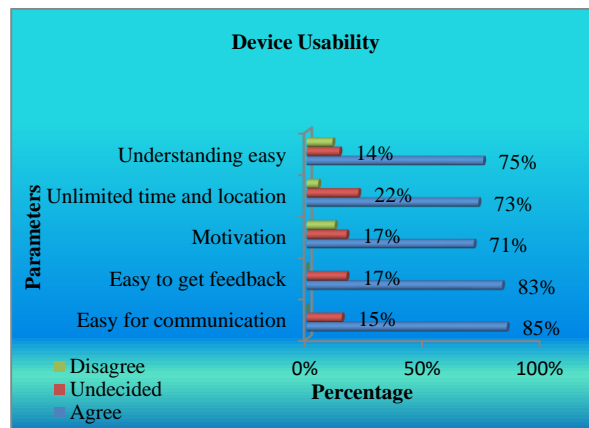 Device Usability
Understanding easy 14% 75%
Unlimited time and location 22% 73%
Motivation 17% 71%
Easy to get feedback 17% 83%
Easy for communication 15% 85%
Parameters
0% 50% 100%
Percentage
Disagree
Undecided
Agree